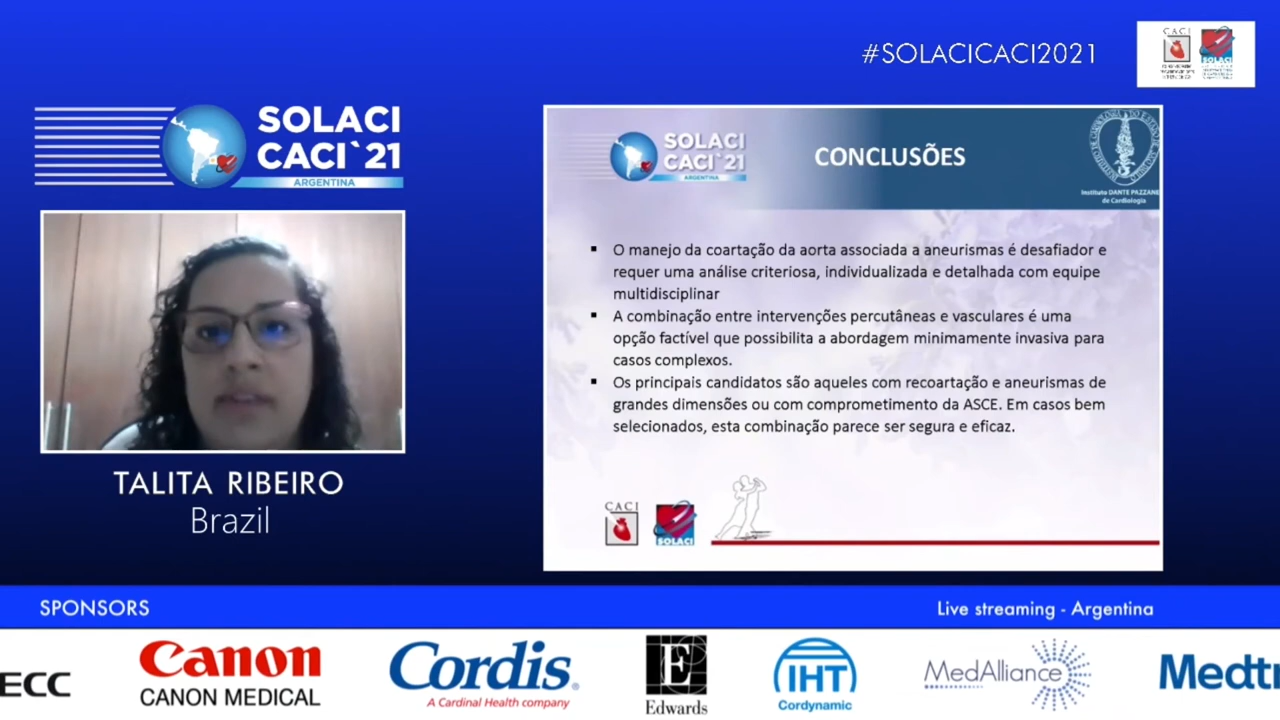 #SOLACICACI2021
CACI
SOLACI
SOLACI
CACI`21
ARGENTINA
SOLACI
CACI`21
ARGENTINA
CONCLUSÕES
Instituto DANTE PAZZANE
de Cardiologia
▪ O manejo da coartação da aorta associada a aneurismas é desafiador e
requer uma análise criteriosa, individualizada e detalhada com equipe
multidisciplinar
▪ A combinação entre intervenções percutâneas e vasculares é uma
opção factível que possibilita a abordagem minimamente invasiva para
casos complexos.
▪ Os principais candidatos são aqueles com recoartação e aneurismas de
grandes dimensões ou com comprometimento da ASCE. Em casos bem
selecionados, esta combinação parece ser segura e eficaz.
CACI
SOLACI
TALITA RIBEIRO
Brazil
SPONSORS
Live streaming - Argentina
ECC
Canon
CANON MEDICAL
Cordis®
A Cardinal Health company
E
Edwards
IHT
Cordynamic
MedAlliance
Medtr